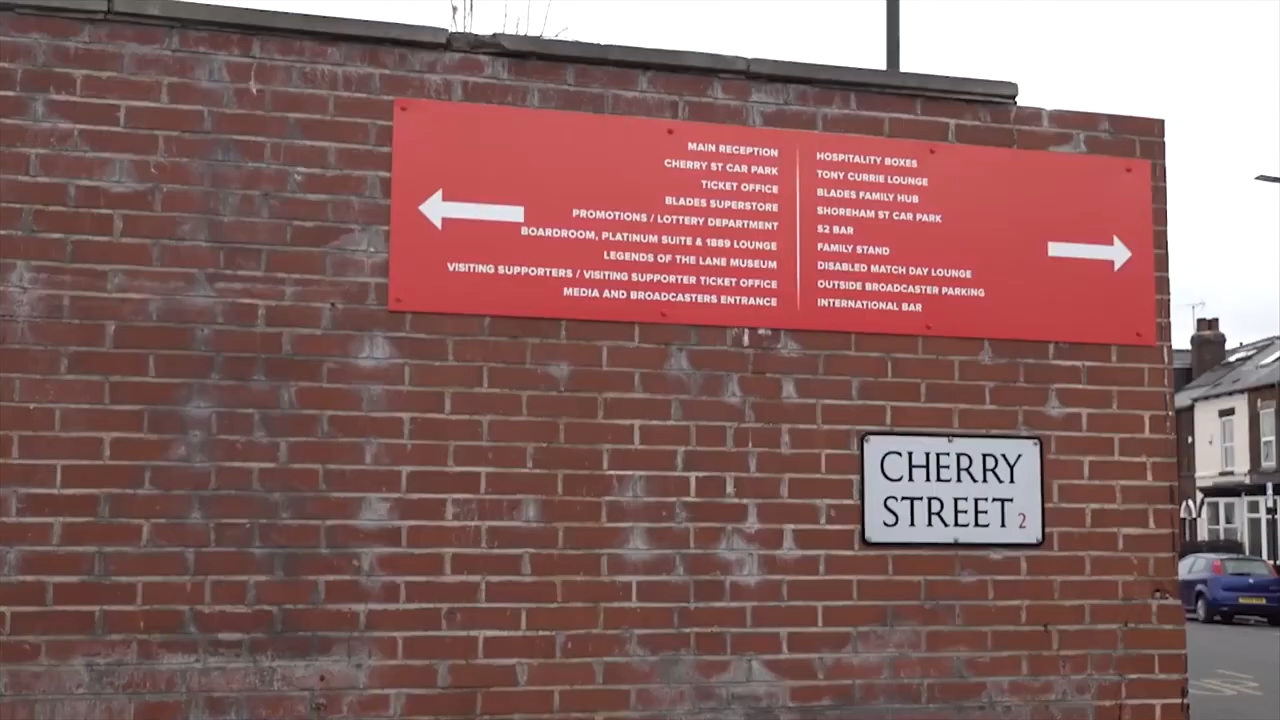 MAIN RECEPTION
CHERRY ST CAR PARK
TICKET OFFICE
BLADES SUPERSTORE
PROMOTIONS / LOTTERY DEPARTMENT
BOARDROOM, PLATINUM SUITE & 1889 LOUNGE
LEGENDS OF THE LANE MUSEUM
VISITING SUPPORTERS / VISITING SUPPORTER TICKET OFFICE
MEDIA AND BROADCASTERS ENTRANCE
HOSPITALITY BOXES
TONY CURRIE LOUNGE
BLADES FAMILY HUB
SHOREHAM ST CAR PARK
S2 BAR
FAMILY STAND
DISABLED MATCH DAY LOUNGE
OUTSIDE BROADCASTER PARKING
INTERNATIONAL BAR
CHERRY
STREET 2